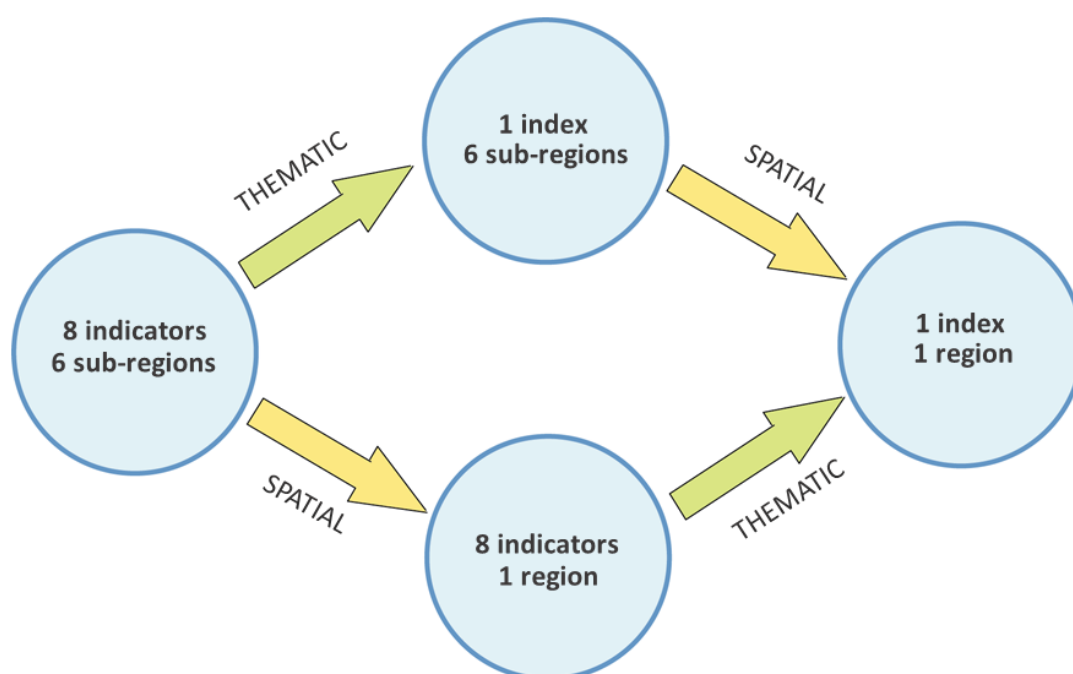 1 index
6 sub-regions
THEMATIC
SPATIAL
8 indicators
6 sub-regions
1 index
1 region
SPATIAL
THEMATIC
8 indicators
1 region